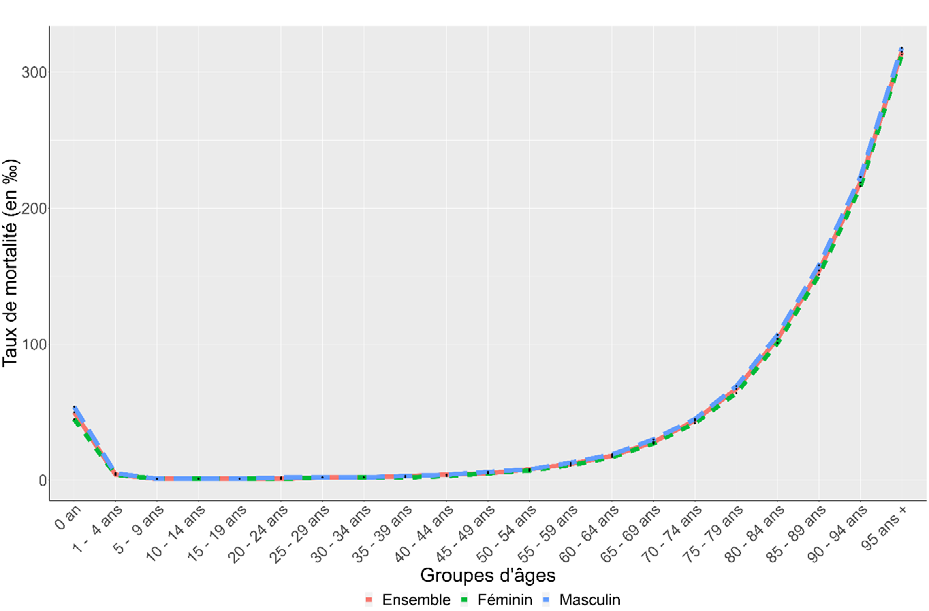 Taux de mortalité (en ‰)
300
200
100
0
0 an
1 - 4 ans
5 - 9 ans
10 - 14 ans
15 - 19 ans
20 - 24 ans
25 - 29 ans
30 - 34 ans
35 - 39 ans
40 - 44 ans
45 - 49 ans
50 - 54 ans
55 - 59 ans
60 - 64 ans
65 - 69 ans
70 - 74 ans
75 - 79 ans
80 - 84 ans
85 - 89 ans
90 - 94 ans
95 ans +
Groupes d'âges
Ensemble Féminin Masculin